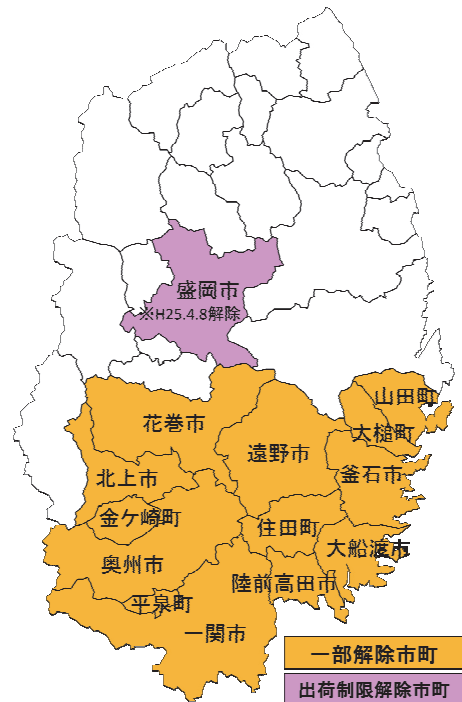 盛岡市
※H25.4.8解除
山田町
花巻市
大槌町
遠野市
北上市
釜石市
金ケ崎町
住田町
大船渡市
奥州市
陸前高田市
平泉町
一関市
一部解除市町
出荷制限解除市町